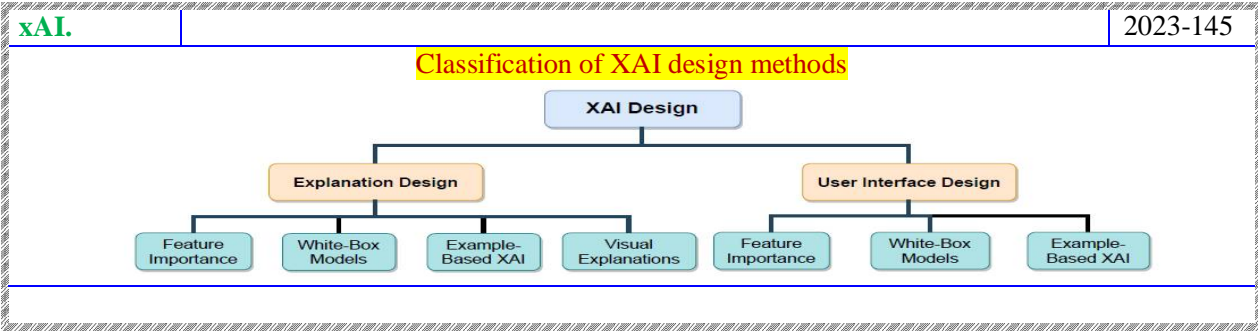 xAI.
2023-145
Classification of XAI design methods
XAI Design
Explanation Design
User Interface Design
Feature
Importance
White-Box
Models
Example-
Based XAI
Visual
Explanations
Feature
Importance
White-Box
Models
Example-
Based XAI